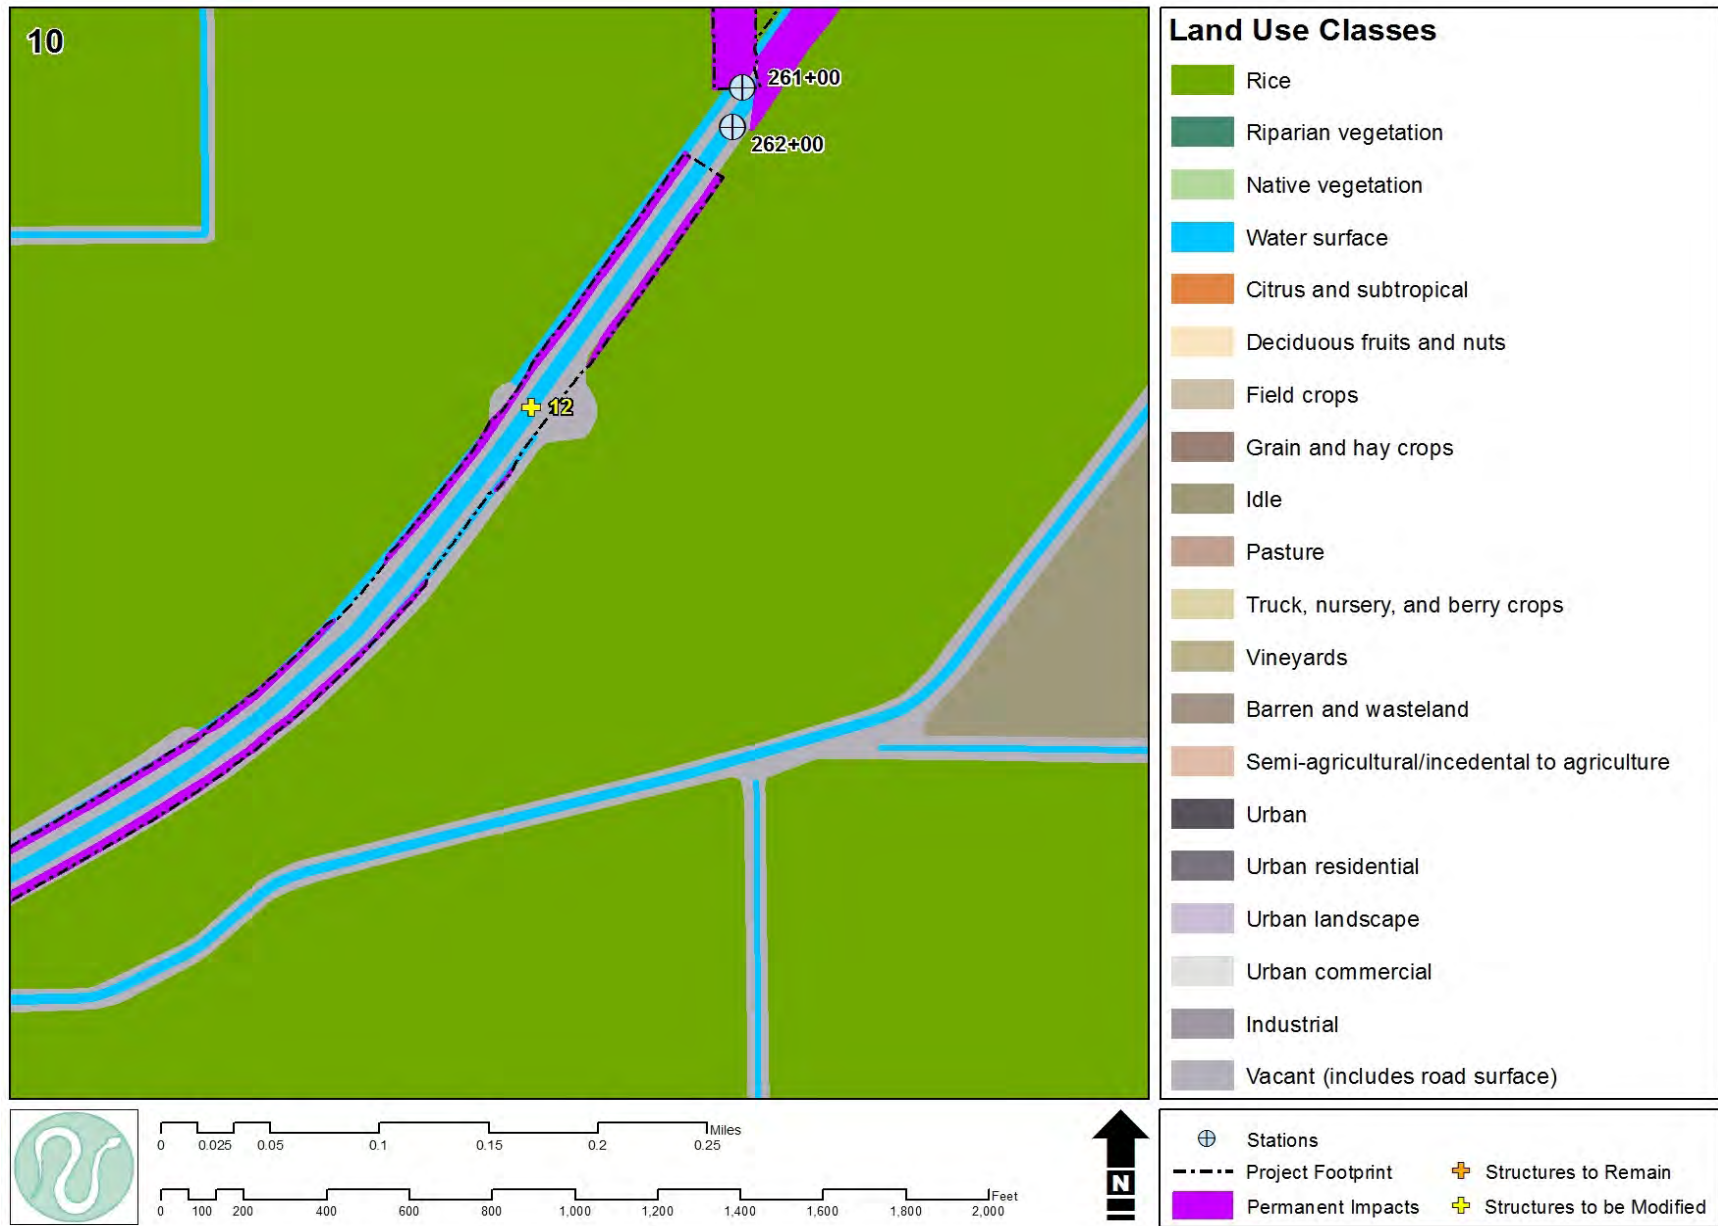 10
261+00
262+00
12
Land Use Classes
Rice
Riparian vegetation
Native vegetation
Water surface
Citrus and subtropical
Deciduous fruits and nuts
Field crops
Grain and hay crops
Idle
Pasture
Truck, nursery, and berry crops
Vineyards
Barren and wasteland
Semi-agricultural/incedental to agriculture
Urban
Urban residential
Urban landscape
Urban commercial
Industrial
Vacant (includes road surface)
Miles
0 0.025 0.05 0.1 0.15 0.2 0.25
Feet
0 100 200 400 600 800 1,000 1,200 1,400 1,600 1,800 2,000
N
Stations
Project Footprint
Structures to Remain
Permanent Impacts
Structures to be Modified